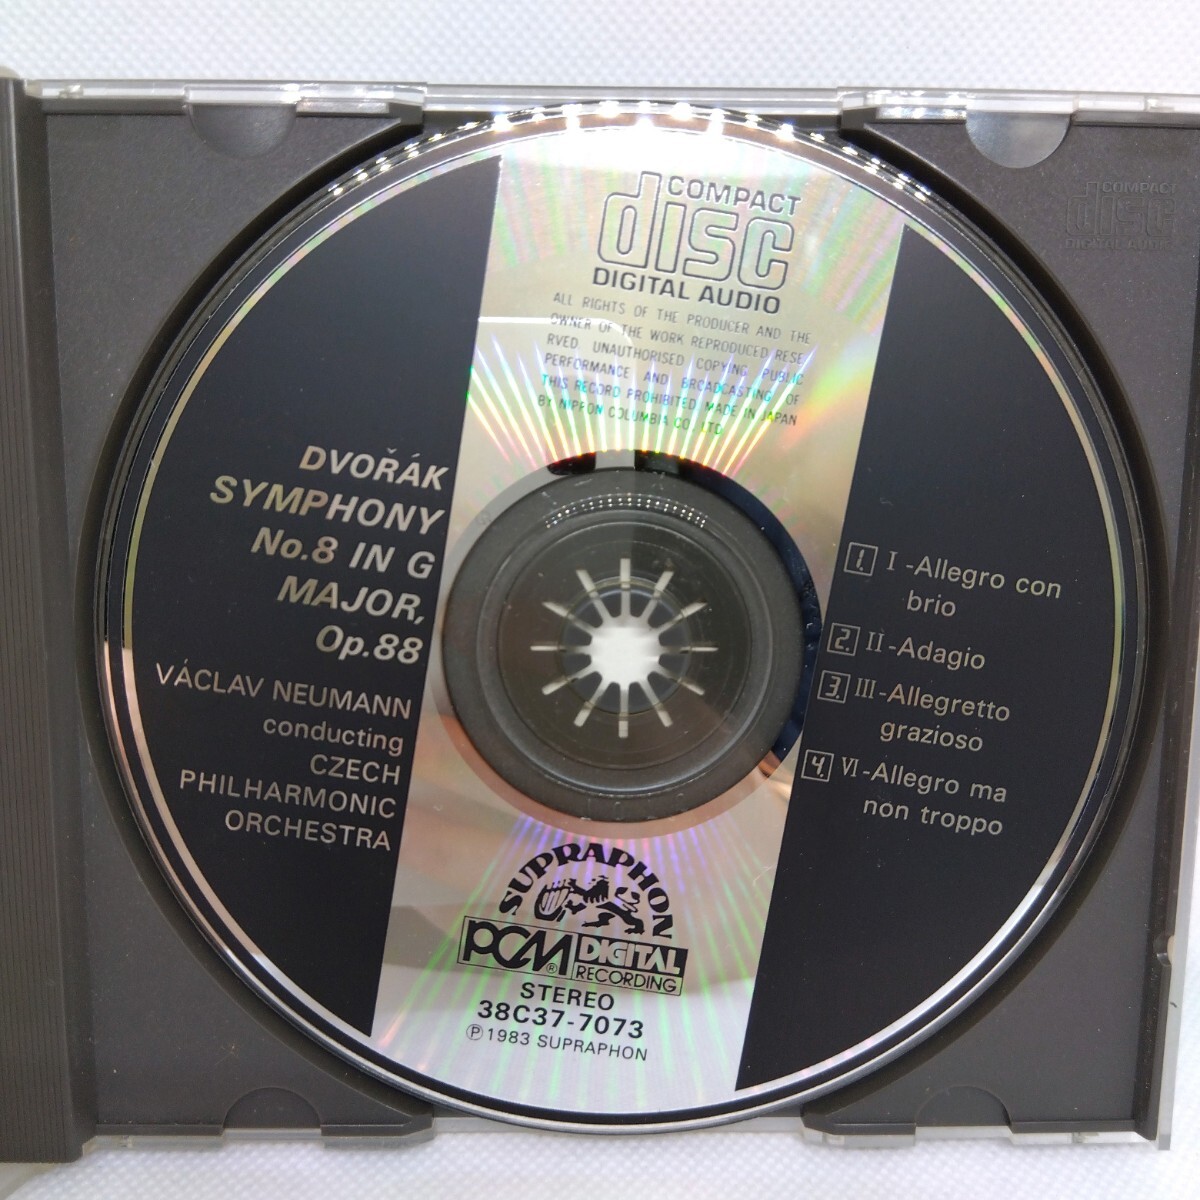 COMPACT
disc
DIGITAL AUDIO
ALL RIGHTS OF THE PRODUCER AND THE
OWNER OF THE WORK REPRODUCED RESE
RVED. UNAUTHORISED COPYING PUBLIC
PERFORMANCE AND BROADCASTING OF
THIS RECORD PROHIBITED MADE IN JAPAN
BY NIPPON COLUMBIA CO., LTD.
DVOŘÁK
SYMPHONY
No.8 IN G
MAJOR,
Op.88
VÁCLAV NEUMANN
conducting
CZECH
PHILHARMONIC
ORCHESTRA
1. I-Allegro con
brio
2. II-Adagio
3. III-Allegretto
grazioso
4. VI-Allegro ma
non troppo
SUPRAPHON
PCM® DIGITAL
RECORDING
STEREO
38C37-7073
Ⓟ1983 SUPRAPHON
COMPACT
disc
DIGITAL AUDIO